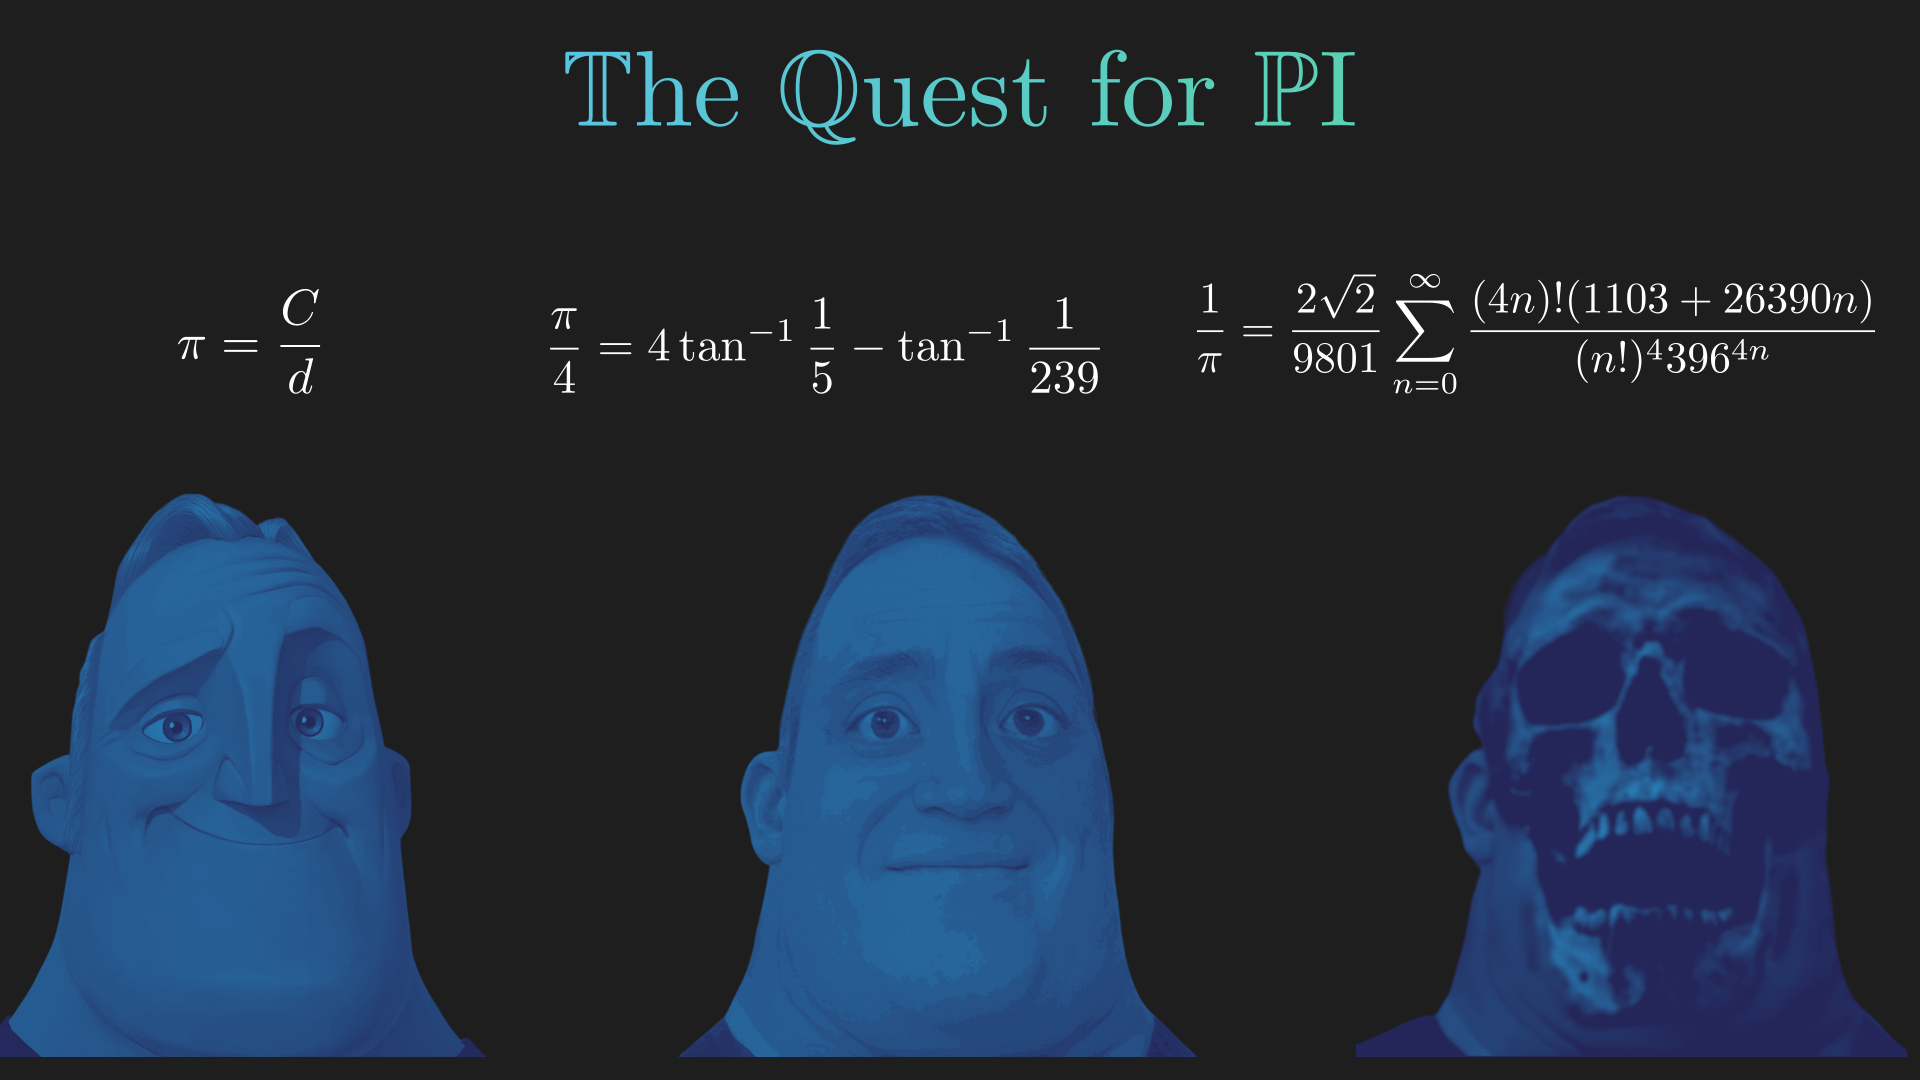 The Quest for PI
π = C/d
π/4 = 4 tan⁻¹ 1/5 − tan⁻¹ 1/239
1/π = 2√2/9801 ∑_{n=0}^{∞} (4n)!(1103 + 26390n)/(n!)⁴396⁴ⁿ